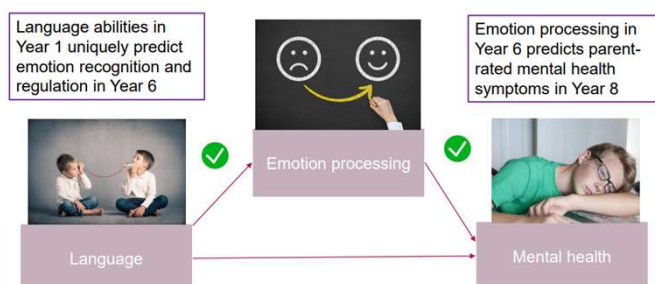 Language abilities in
Year 1 uniquely predict
emotion recognition and
regulation in Year 6
Emotion processing in
Year 6 predicts parent-
rated mental health
symptoms in Year 8
Emotion processing
Language
Mental health